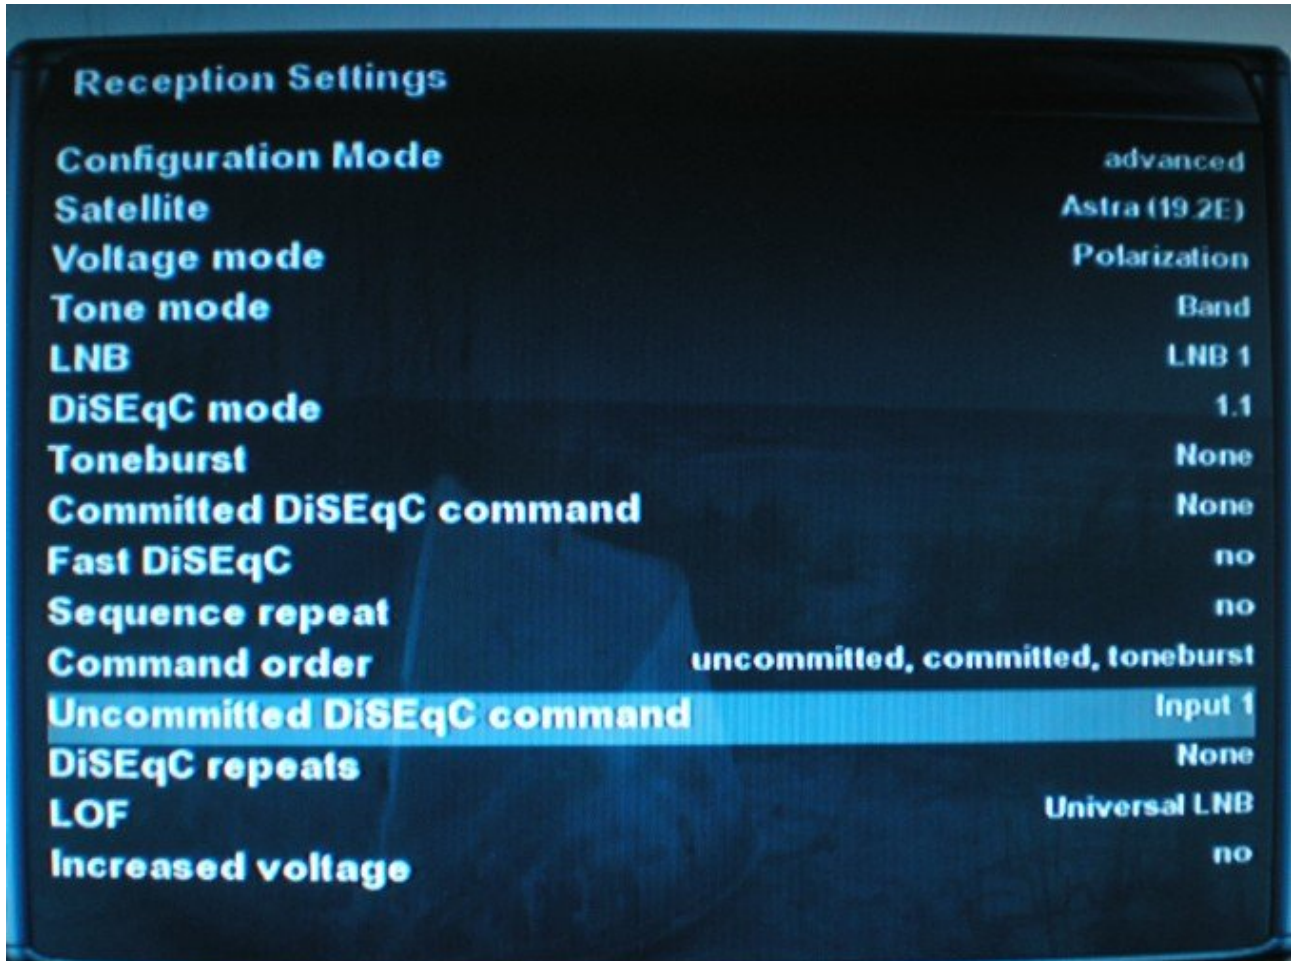 Reception Settings
Configuration Mode advanced
Satellite Astra (19.2E)
Voltage mode Polarization
Tone mode Band
LNB LNB 1
DiSEqC mode 1.1
Toneburst None
Committed DiSEqC command None
Fast DiSEqC no
Sequence repeat no
Command order uncommitted, committed, toneburst
Uncommitted DiSEqC command Input 1
DiSEqC repeats None
LOF Universal LNB
Increased voltage no